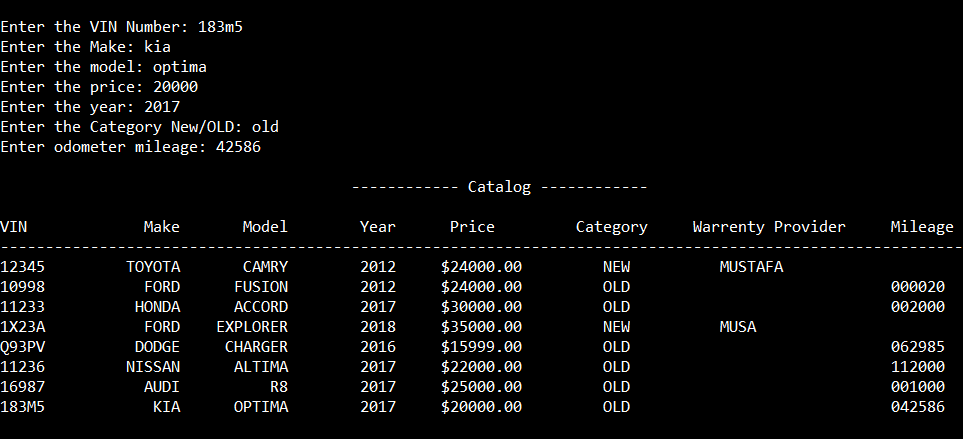 Enter the VIN Number: 183m5
Enter the Make: kia
Enter the model: optima
Enter the price: 20000
Enter the year: 2017
Enter the Category New/OLD: old
Enter odometer mileage: 42586
------------ Catalog ------------
VIN Make Model Year Price Category Warrenty Provider Mileage
-----------------------------------------------------------------------------------------------------------
12345 TOYOTA CAMRY 2012 $24000.00 NEW MUSTAFA
10998 FORD FUSION 2012 $24000.00 OLD 000020
11233 HONDA ACCORD 2017 $30000.00 OLD 002000
1X23A FORD EXPLORER 2018 $35000.00 NEW MUSA
Q93PV DODGE CHARGER 2016 $15999.00 OLD 062985
11236 NISSAN ALTIMA 2017 $22000.00 OLD 112000
16987 AUDI R8 2017 $25000.00 OLD 001000
183M5 KIA OPTIMA 2017 $20000.00 OLD 042586